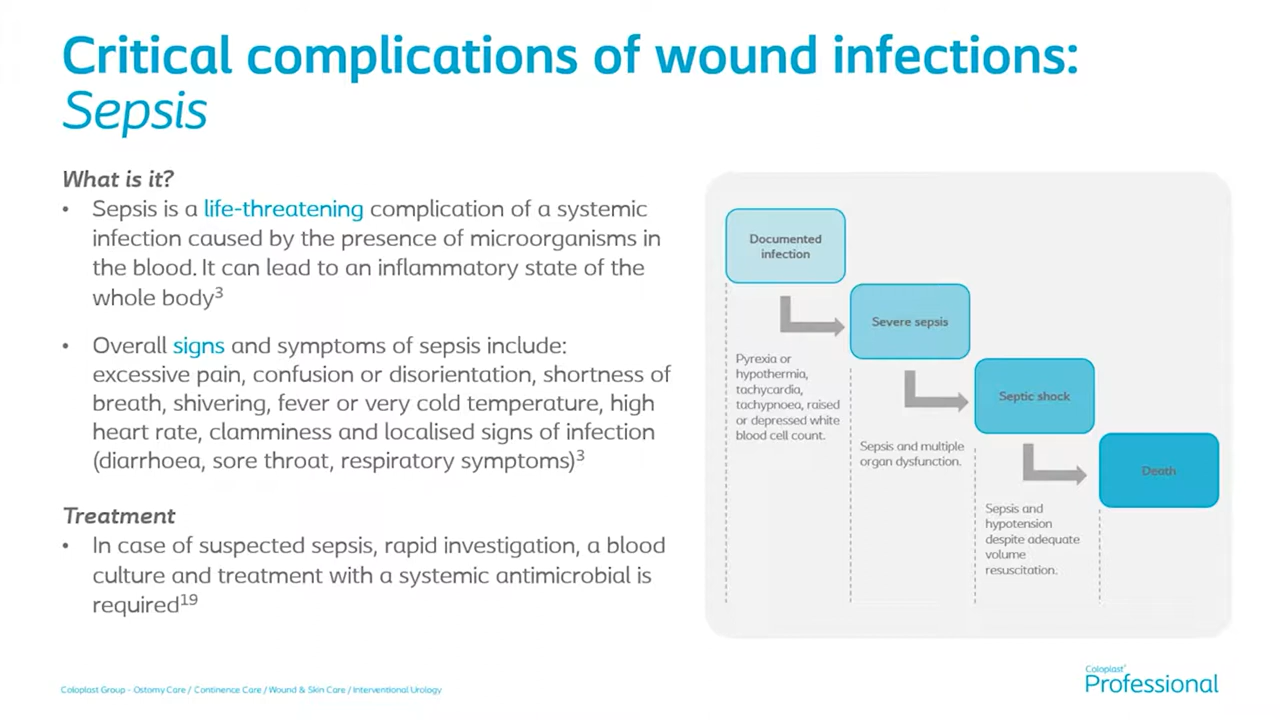 Critical complications of wound infections:
Sepsis
What is it?
• Sepsis is a life-threatening complication of a systemic
infection caused by the presence of microorganisms in
the blood. It can lead to an inflammatory state of the
whole body³
• Overall signs and symptoms of sepsis include:
excessive pain, confusion or disorientation, shortness of
breath, shivering, fever or very cold temperature, high
heart rate, clamminess and localised signs of infection
(diarrhoea, sore throat, respiratory symptoms)³
Treatment
• In case of suspected sepsis, rapid investigation, a blood
culture and treatment with a systemic antimicrobial is
required¹⁹
Documented
infection
Pyrexia or
hypothermia,
tachycardia,
tachypnoea, raised
or depressed white
blood cell count.
Severe sepsis
Sepsis and multiple
organ dysfunction.
Septic shock
Sepsis and
hypotension
despite adequate
volume
resuscitation.
Death
Coloplast Group - Ostomy Care / Continence Care / Wound & Skin Care / Interventional Urology
Coloplast®
Professional